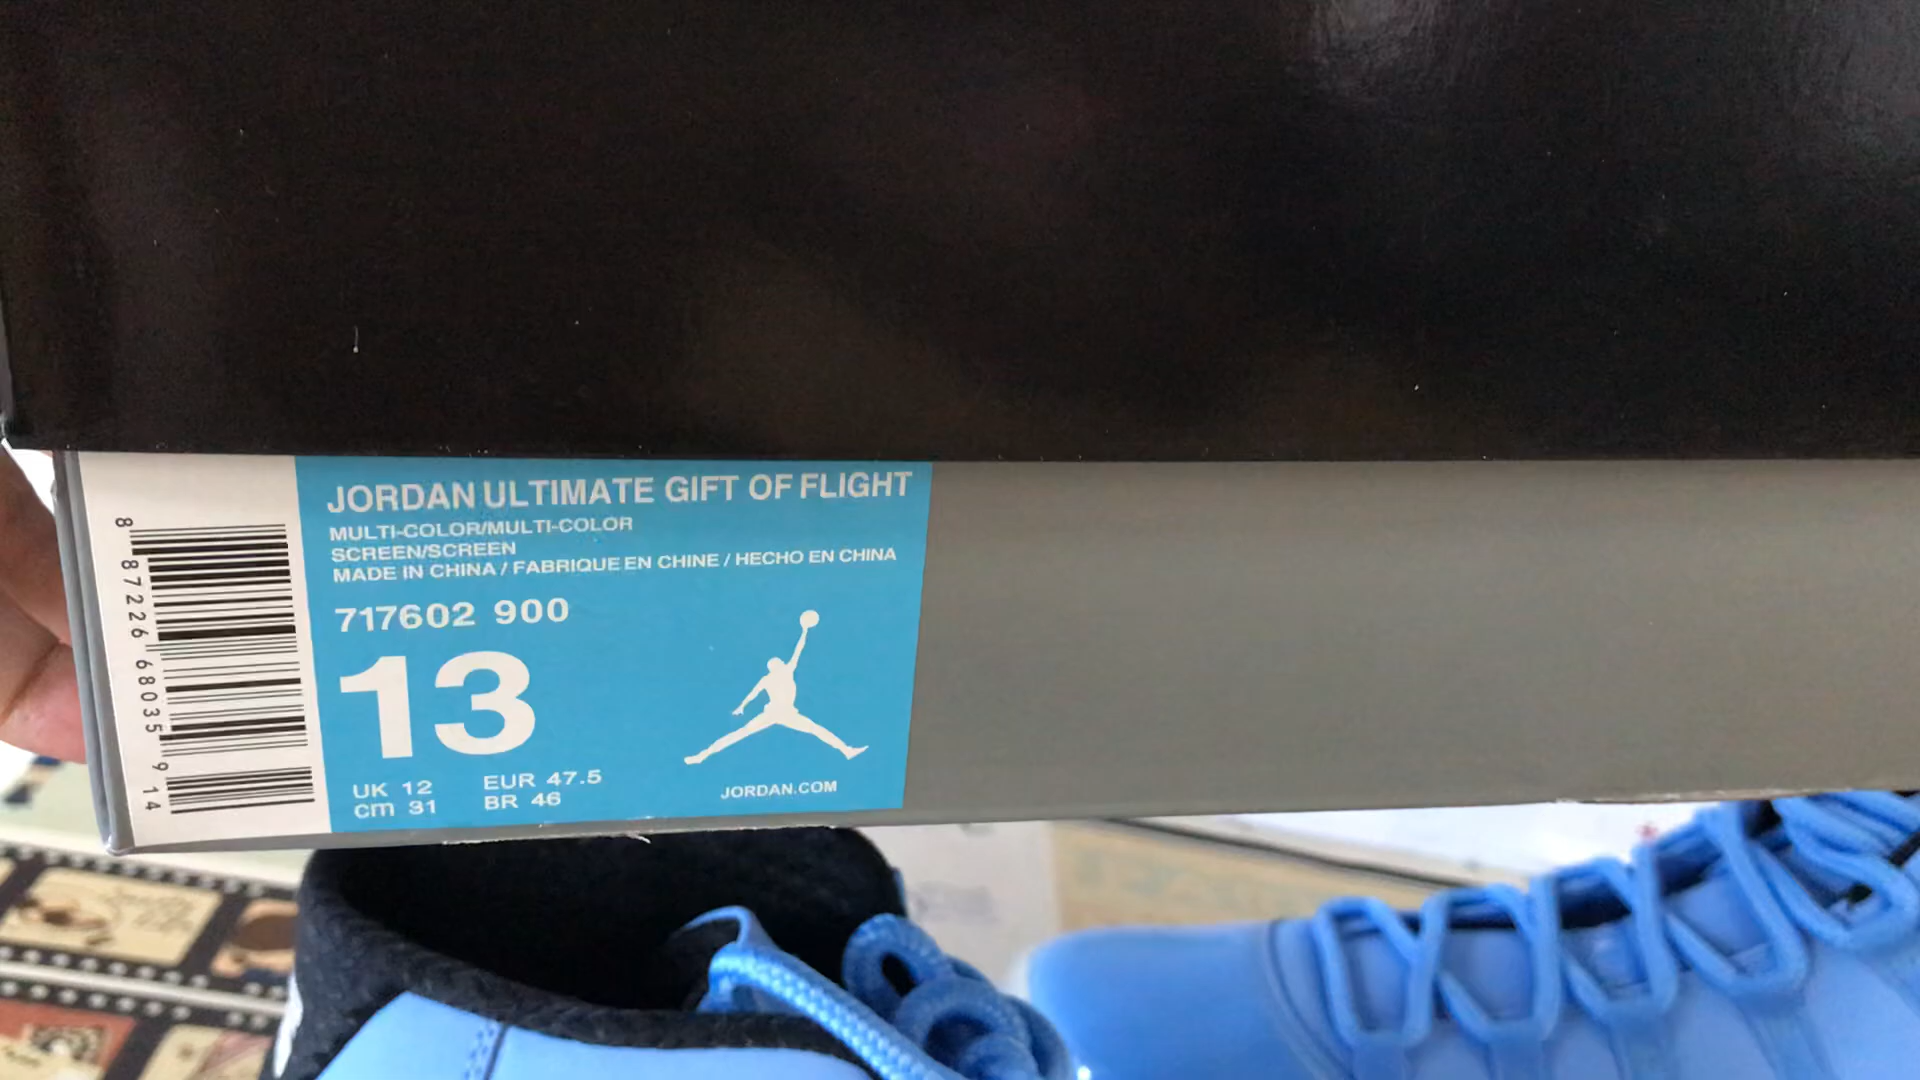 JORDAN ULTIMATE GIFT OF FLIGHT
MULTI-COLOR/MULTI-COLOR
SCREEN/SCREEN
MADE IN CHINA / FABRIQUE EN CHINE / HECHO EN CHINA
717602 900
13
UK 12 EUR 47.5
cm 31 BR 46
JORDAN.COM
8 87226 68035 9 14